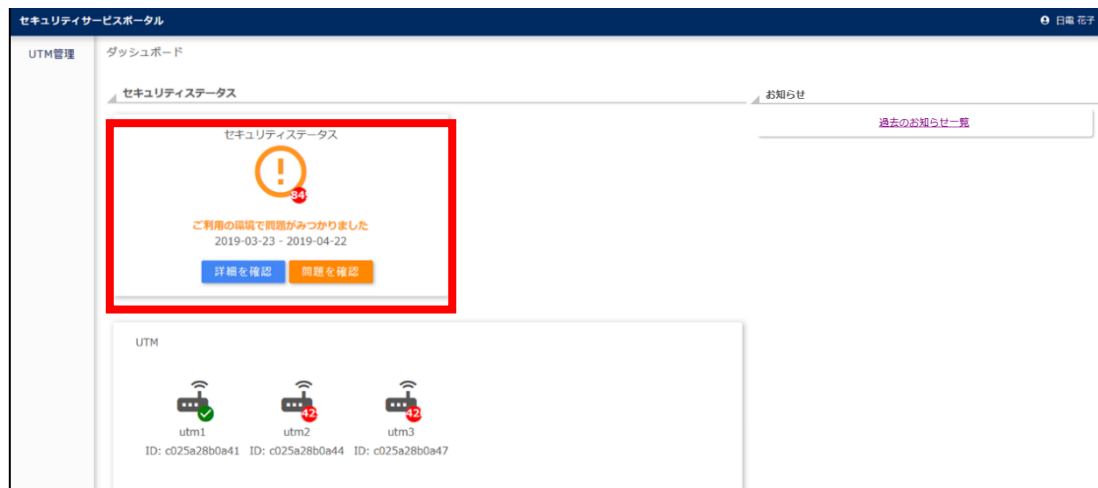 セキュリティサービスポータル
日電 花子
UTM管理
ダッシュボード
セキュリティステータス
お知らせ
過去のお知らせ一覧
セキュリティステータス
!
84
ご利用の環境で問題がみつかりました
2019-03-23 - 2019-04-22
詳細を確認
問題を確認
UTM
42
42
utm1
utm2
utm3
ID: c025a28b0a41
ID: c025a28b0a44
ID: c025a28b0a47